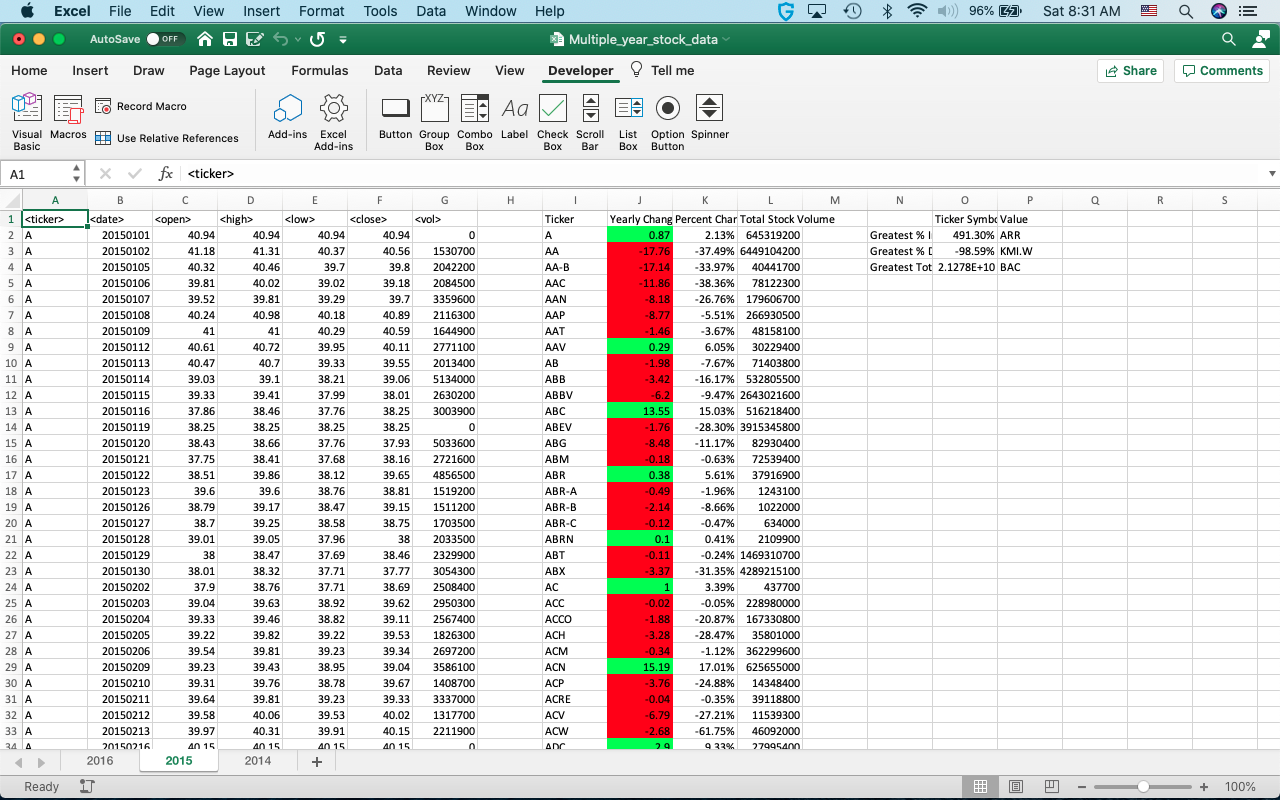 Excel File Edit View Insert Format Tools Data Window Help 96% Sat 8:31 AM
AutoSave OFF Multiple_year_stock_data
Home Insert Draw Page Layout Formulas Data Review View Developer Tell me Share Comments
Visual Basic Macros Record Macro Use Relative References Add-ins Excel Add-ins Button Group Box Combo Box Label Check Box Scroll Bar List Box Option Button Spinner
XYZ Aa
A1 fx <ticker>
A B C D E F G H I J K L M N O P Q R S
1 <ticker> <date> <open> <high> <low> <close> <vol> Ticker Yearly Chang Percent Char Total Stock Volume Ticker Symbo Value
2 A 20150101 40.94 40.94 40.94 40.94 0 A 0.87 2.13% 645319200 Greatest % I 491.30% ARR
3 A 20150102 41.18 41.31 40.37 40.56 1530700 AA -17.76 -37.49% 6449104200 Greatest % D -98.59% KMI.W
4 A 20150105 40.32 40.46 39.7 39.8 2042200 AA-B -17.14 -33.97% 40441700 Greatest Tot 2.1278E+10 BAC
5 A 20150106 39.81 40.02 39.02 39.18 2084500 AAC -11.86 -38.36% 78122300
6 A 20150107 39.52 39.81 39.29 39.7 3359600 AAN -8.18 -26.76% 179606700
7 A 20150108 40.24 40.98 40.18 40.89 2116300 AAP -8.77 -5.51% 266930500
8 A 20150109 41 41 40.29 40.59 1644900 AAT -1.46 -3.67% 48158100
9 A 20150112 40.61 40.72 39.95 40.11 2771100 AAV 0.29 6.05% 30229400
10 A 20150113 40.47 40.7 39.33 39.55 2013400 AB -1.98 -7.67% 71403800
11 A 20150114 39.03 39.1 38.21 39.06 5134000 ABB -3.42 -16.17% 532805500
12 A 20150115 39.33 39.41 37.99 38.01 2630200 ABBV -6.2 -9.47% 2643021600
13 A 20150116 37.86 38.46 37.76 38.25 3003900 ABC 13.55 15.03% 516218400
14 A 20150119 38.25 38.25 38.25 38.25 0 ABEV -1.76 -28.30% 3915345800
15 A 20150120 38.43 38.66 37.76 37.93 5033600 ABG -8.48 -11.17% 82930400
16 A 20150121 37.75 38.41 37.68 38.16 2721600 ABM -0.18 -0.63% 72539400
17 A 20150122 38.51 39.86 38.12 39.65 4856500 ABR 0.38 5.61% 37916900
18 A 20150123 39.6 39.6 38.76 38.81 1519200 ABR-A -0.49 -1.96% 1243100
19 A 20150126 38.79 39.17 38.47 39.15 1511200 ABR-B -2.14 -8.66% 1022000
20 A 20150127 38.7 39.25 38.58 38.75 1703500 ABR-C -0.12 -0.47% 634000
21 A 20150128 39.01 39.05 37.96 38 2033500 ABRN 0.1 0.41% 2109900
22 A 20150129 38 38.47 37.69 38.46 2329900 ABT -0.11 -0.24% 1469310700
23 A 20150130 38.01 38.32 37.71 37.77 3054300 ABX -3.37 -31.35% 4289215100
24 A 20150202 37.9 38.76 37.71 38.69 2508400 AC 1 3.39% 437700
25 A 20150203 39.04 39.63 38.92 39.62 2950300 ACC -0.02 -0.05% 228980000
26 A 20150204 39.33 39.46 38.82 39.11 2567400 ACCO -1.88 -20.87% 167330800
27 A 20150205 39.22 39.82 39.22 39.53 1826300 ACH -3.28 -28.47% 35801000
28 A 20150206 39.54 39.81 39.23 39.34 2697200 ACM -0.34 -1.12% 362299600
29 A 20150209 39.23 39.43 38.95 39.04 3586100 ACN 15.19 17.01% 625655000
30 A 20150210 39.31 39.76 38.78 39.67 1408700 ACP -3.76 -24.88% 14348400
31 A 20150211 39.64 39.81 39.23 39.33 3337000 ACRE -0.04 -0.35% 39118800
32 A 20150212 39.58 40.06 39.53 40.02 1317700 ACV -6.79 -27.21% 11539300
33 A 20150213 39.97 40.31 39.91 40.15 2211900 ACW -2.68 -61.75% 46092000
34 A 20150216 40.15 40.15 40.15 40.15 0 ADC 2.9 9.33% 27995400
2016 2015 2014 +
Ready 100%